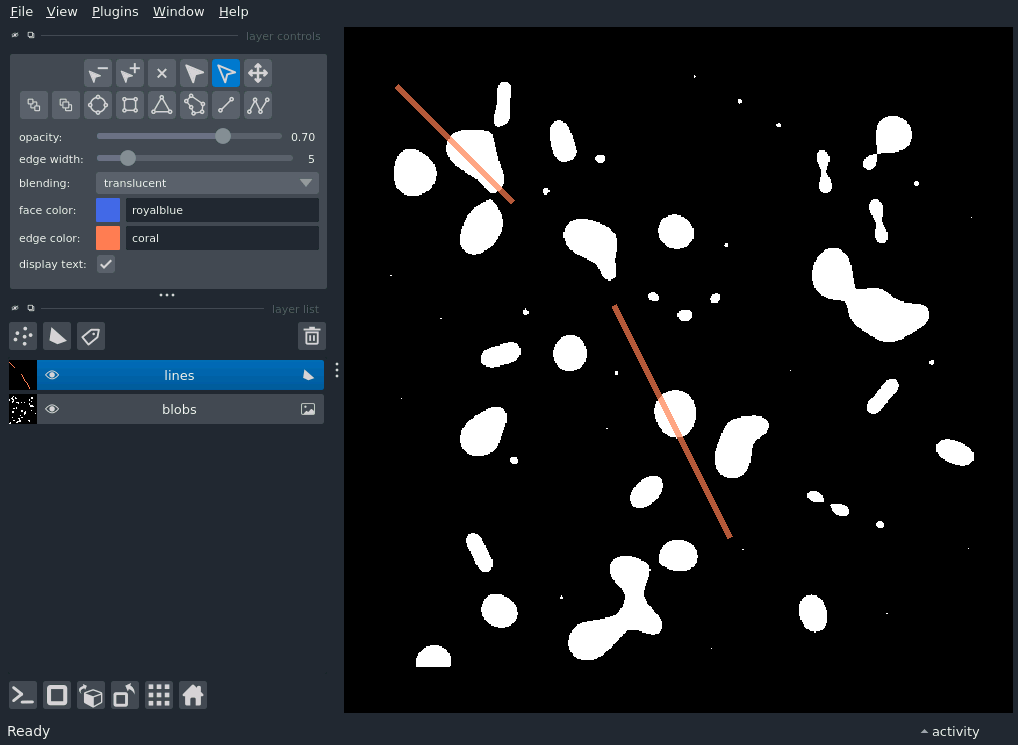 File View Plugins Window Help
layer controls
opacity: 0.70
edge width: 5
blending: translucent
face color: royalblue
edge color: coral
display text:
layer list
lines
blobs
Ready activity